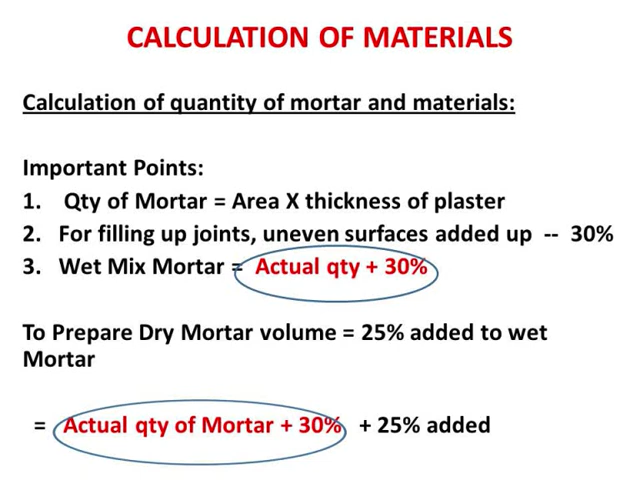 CALCULATION OF MATERIALS
Calculation of quantity of mortar and materials:
Important Points:
1. Qty of Mortar = Area X thickness of plaster
2. For filling up joints, uneven surfaces added up -- 30%
3. Wet Mix Mortar = Actual qty + 30%
To Prepare Dry Mortar volume = 25% added to wet
Mortar
= Actual qty of Mortar + 30% + 25% added